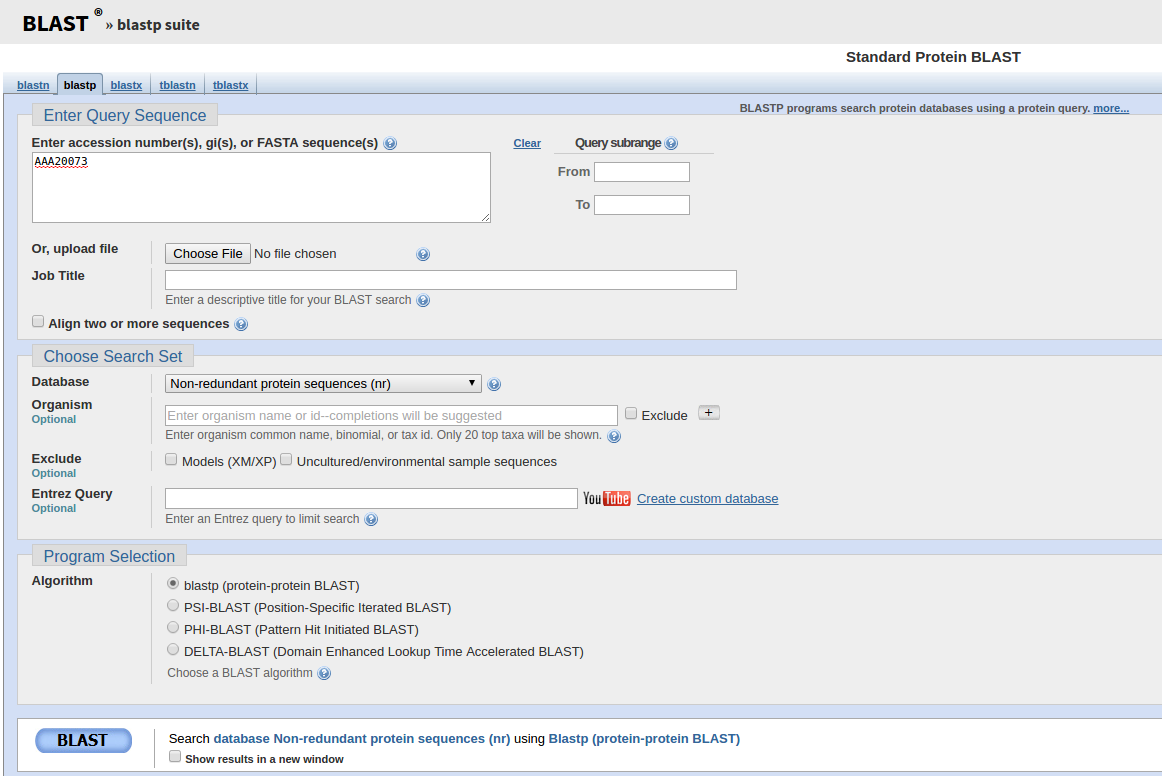 BLAST ® » blastp suite
Standard Protein BLAST
blastn blastp blastx tblastn tblastx
BLASTP programs search protein databases using a protein query. more...
Enter Query Sequence
Enter accession number(s), gi(s), or FASTA sequence(s) ? Clear Query subrange ?
AAA20073
From
To
Or, upload file Choose File No file chosen ?
Job Title
Enter a descriptive title for your BLAST search ?
Align two or more sequences ?
Choose Search Set
Database Non-redundant protein sequences (nr) ?
Organism
Optional
Enter organism name or id--completions will be suggested Exclude +
Enter organism common name, binomial, or tax id. Only 20 top taxa will be shown. ?
Exclude
Optional
Models (XM/XP) Uncultured/environmental sample sequences
Entrez Query
Optional
YouTube Create custom database
Enter an Entrez query to limit search ?
Program Selection
Algorithm
blastp (protein-protein BLAST)
PSI-BLAST (Position-Specific Iterated BLAST)
PHI-BLAST (Pattern Hit Initiated BLAST)
DELTA-BLAST (Domain Enhanced Lookup Time Accelerated BLAST)
Choose a BLAST algorithm ?
BLAST Search database Non-redundant protein sequences (nr) using Blastp (protein-protein BLAST)
Show results in a new window